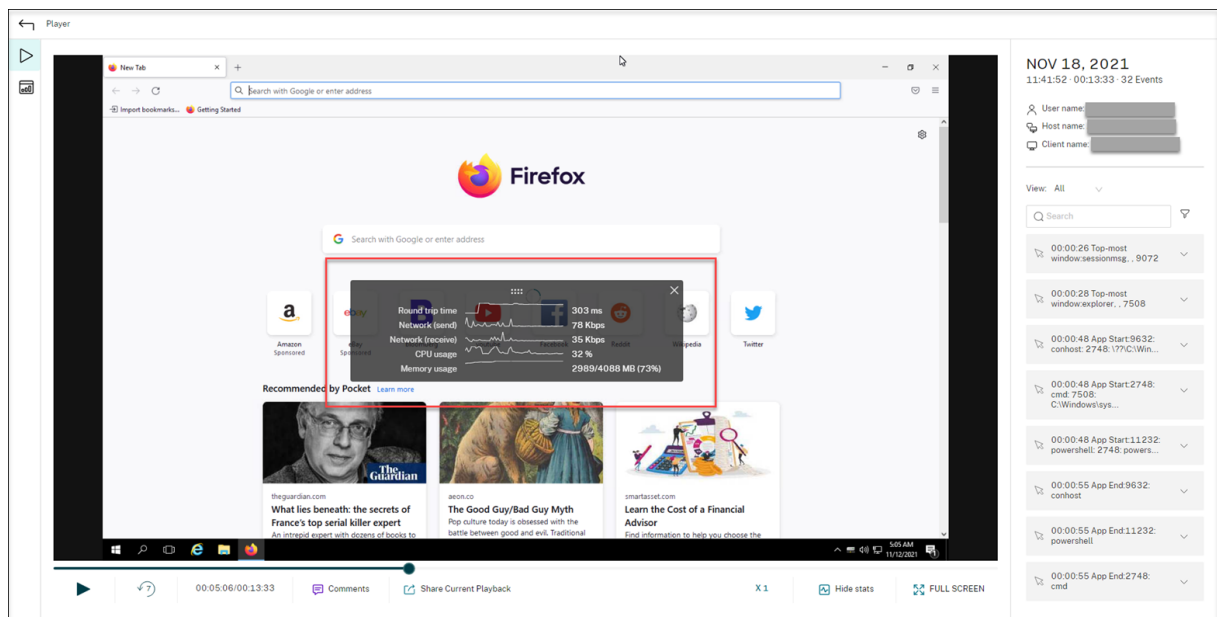 Player
New Tab
Search with Google or enter address
Import bookmarks...
Getting Started
Firefox
Search with Google or enter address
Round trip time 303 ms
Network (send) 78 Kbps
Network (receive) 35 Kbps
CPU usage 32 %
Memory usage 2989/4088 MB (73%)
Amazon
Sponsored
eBay
Facebook
Reddit
Wikipedia
Twitter
Recommended by Pocket Learn more
The
Guardian
theguardian.com
What lies beneath: the secrets of
France's top serial killer expert
An intrepid expert with dozens of books to
aeon.co
The Good Guy/Bad Guy Myth
Pop culture today is obsessed with the
battle between good and evil. Traditional
smartasset.com
Learn the Cost of a Financial
Advisor
Find information to help you choose the
5:05 AM
11/12/2021
7
00:05:06/00:13:33
Comments
Share Current Playback
X 1
Hide stats
FULL SCREEN
NOV 18, 2021
11:41:52 · 00:13:33 · 32 Events
User name:
Host name:
Client name:
View: All
Search
00:00:26 Top-most
window:sessionmsg, , 9072
00:00:28 Top-most
window:explorer, , 7508
00:00:48 App Start:9632:
conhost: 2748: \??\C:\Win...
00:00:48 App Start:2748:
cmd: 7508:
C:\Windows\sys...
00:00:48 App Start:11232:
powershell: 2748: powers...
00:00:55 App End:9632:
conhost
00:00:55 App End:11232:
powershell
00:00:55 App End:2748:
cmd